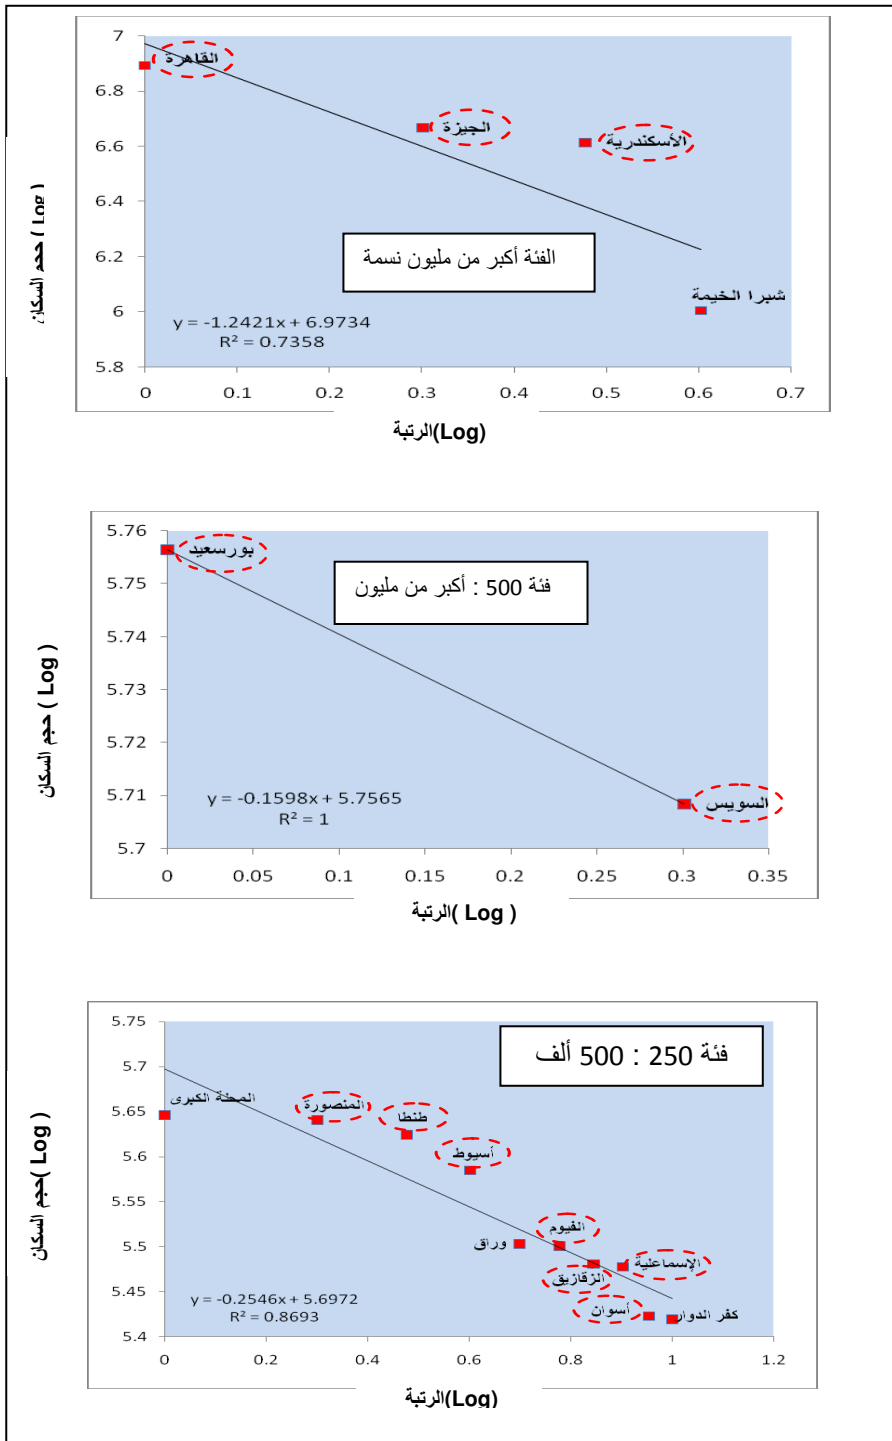 7
6.8
6.6
6.4
6.2
6
5.8
القاهرة
الجيزة
الأسكندرية
شبرا الخيمة
الفئة أكبر من مليون نسمة
y = -1.2421x + 6.9734
R² = 0.7358
0 0.1 0.2 0.3 0.4 0.5 0.6 0.7
حجم السكان ( Log )
الرتبة(Log)
5.76
5.75
5.74
5.73
5.72
5.71
5.7
بورسعيد
فئة 500 : أكبر من مليون
السويس
y = -0.1598x + 5.7565
R² = 1
0 0.05 0.1 0.15 0.2 0.25 0.3 0.35
حجم السكان ( Log )
الرتبة( Log )
5.75
5.7
5.65
5.6
5.55
5.5
5.45
5.4
فئة 250 : 500 ألف
المحلة الكبرى
المنصورة
طنطا
أسيوط
وراق
الفيوم
الزقازيق
الإسماعلية
أسوان
كفر الدوار
y = -0.2546x + 5.6972
R² = 0.8693
0 0.2 0.4 0.6 0.8 1 1.2
حجم السكان( Log )
الرتبة(Log)